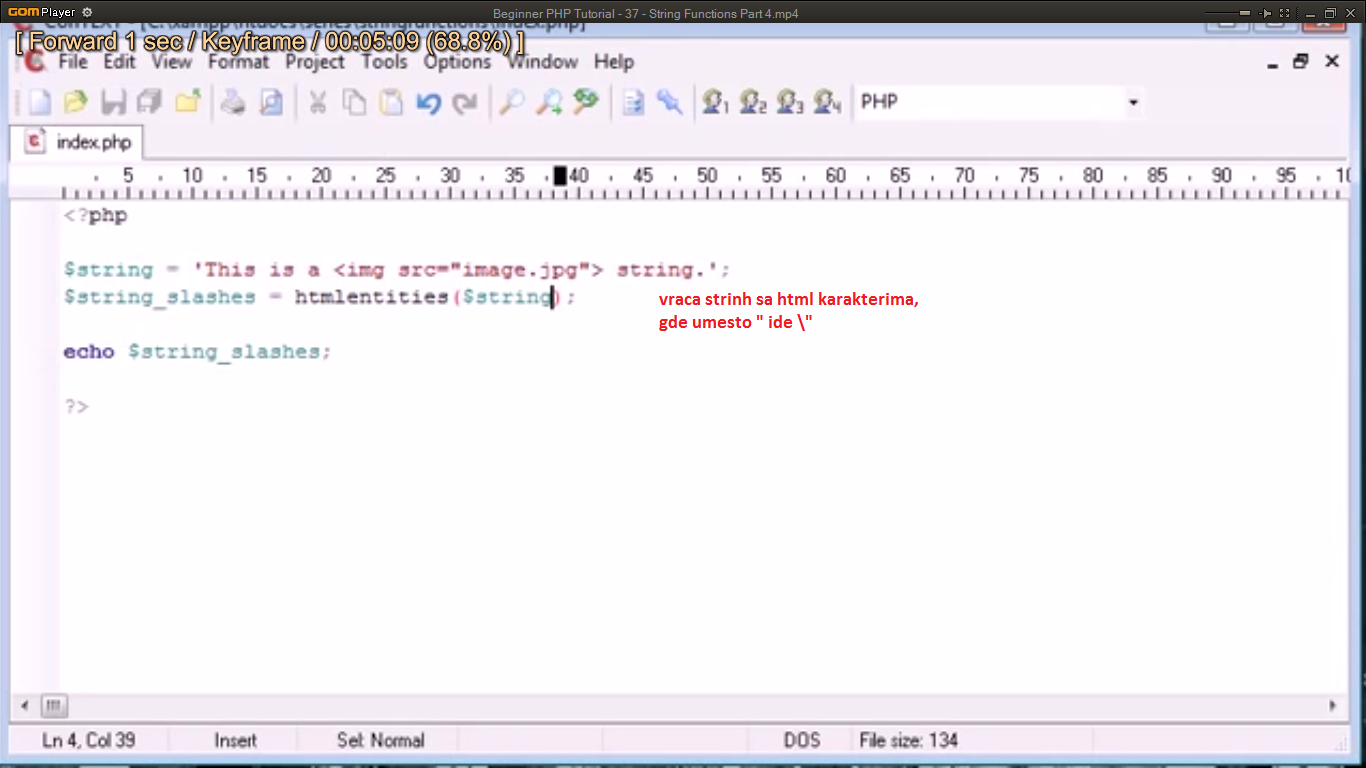 GOM Player Beginner PHP Tutorial - 37 - String Functions Part 4.mp4
[ Forward 1 sec / Keyframe / 00:05:09 (68.8%) ]
File Edit View Format Project Tools Options Window Help
1 2 3 4 PHP
index.php
5 10 15 20 25 30 35 40 45 50 55 60 65 70 75 80 85 90 95 10
<?php
$string = 'This is a <img src="image.jpg"> string.';
$string_slashes = htmlentities($string);
vraca strinh sa html karakterima,
gde umesto " ide \"
echo $string_slashes;
?>
Ln 4, Col 39 Insert Sel: Normal DOS File size: 134